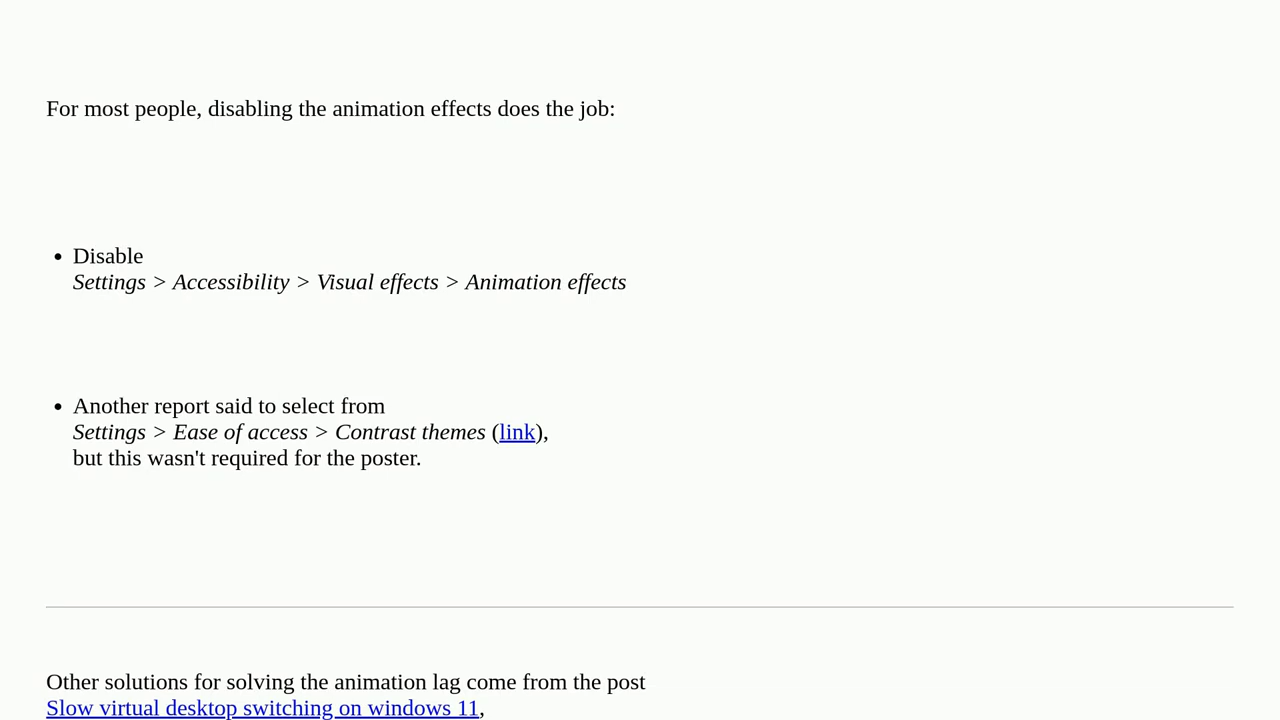 For most people, disabling the animation effects does the job:
• Disable
Settings > Accessibility > Visual effects > Animation effects
• Another report said to select from
Settings > Ease of access > Contrast themes (link),
but this wasn't required for the poster.
Other solutions for solving the animation lag come from the post
Slow virtual desktop switching on windows 11,